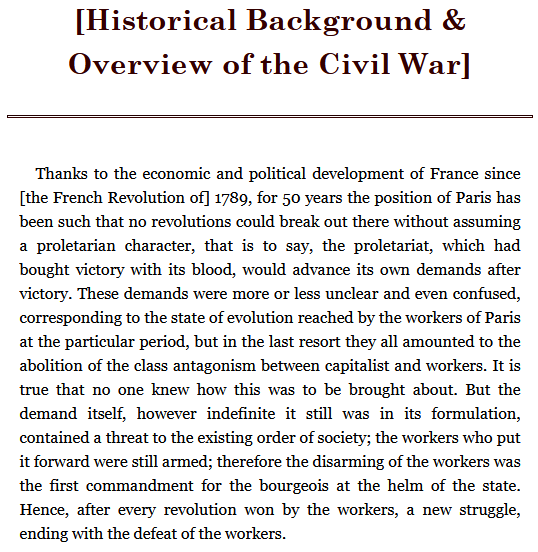 [Historical Background &
Overview of the Civil War]
Thanks to the economic and political development of France since
[the French Revolution of] 1789, for 50 years the position of Paris has
been such that no revolutions could break out there without assuming
a proletarian character, that is to say, the proletariat, which had
bought victory with its blood, would advance its own demands after
victory. These demands were more or less unclear and even confused,
corresponding to the state of evolution reached by the workers of Paris
at the particular period, but in the last resort they all amounted to the
abolition of the class antagonism between capitalist and workers. It is
true that no one knew how this was to be brought about. But the
demand itself, however indefinite it still was in its formulation,
contained a threat to the existing order of society; the workers who put
it forward were still armed; therefore the disarming of the workers was
the first commandment for the bourgeois at the helm of the state.
Hence, after every revolution won by the workers, a new struggle,
ending with the defeat of the workers.